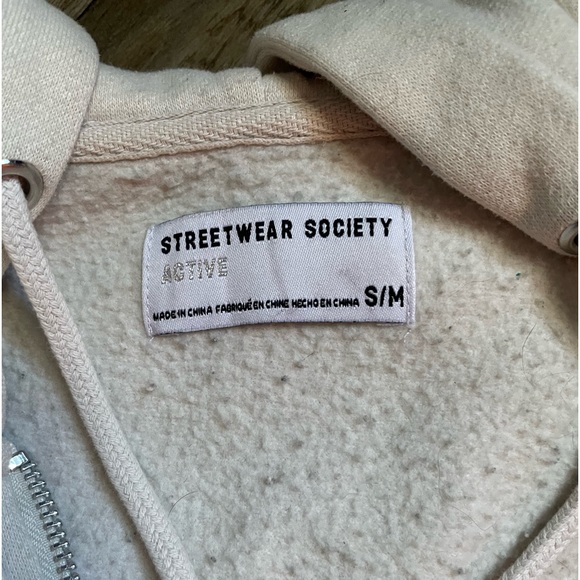 STREETWEAR SOCIETY
ACTIVE
MADE IN CHINA FABRIQUÉ EN CHINE HECHO EN CHINA S/M